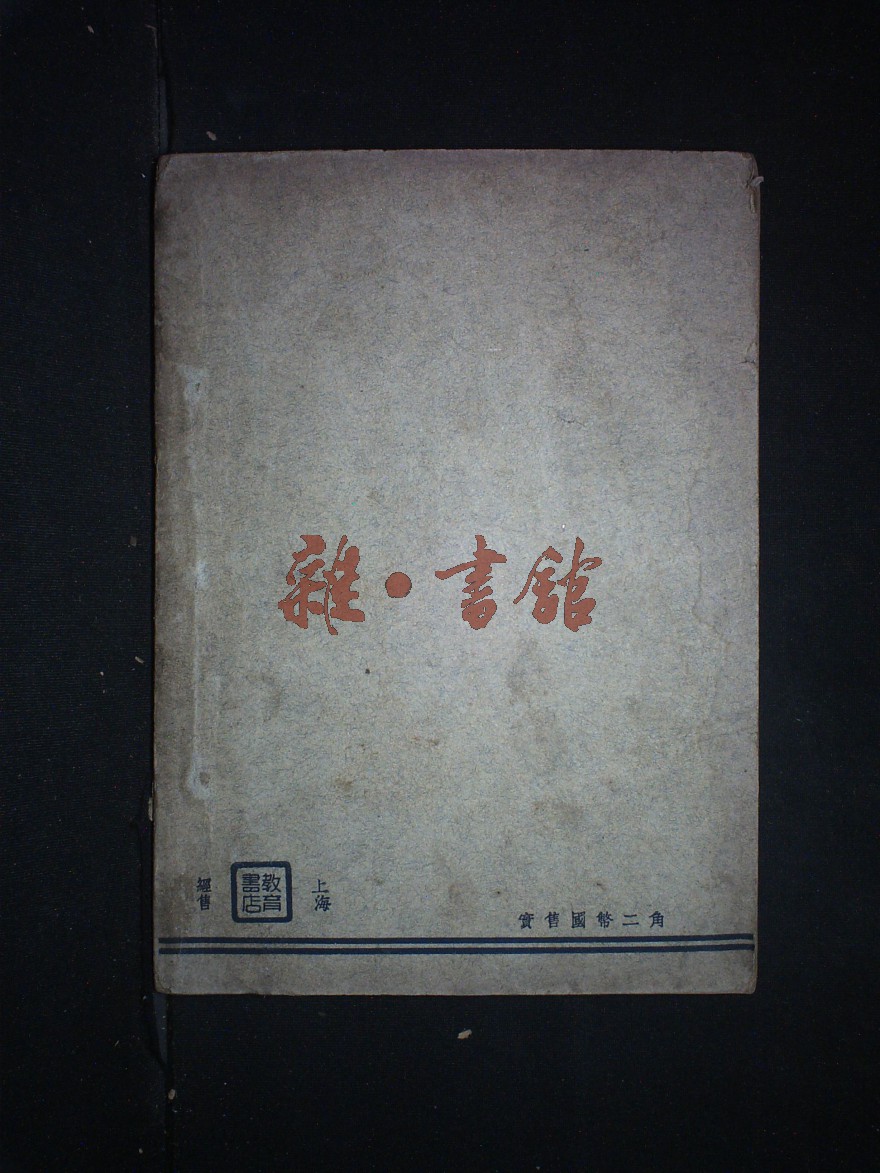 雜·書館
上海
教育書店
經售
實售國幣二角